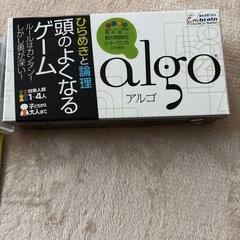 ひらめきと論理
頭のよくなる
ゲーム
ルールはカンタン!
しかし奥が深い!
対象人数
1-4人
子どもから
大人まで
algo
アルゴ
brain